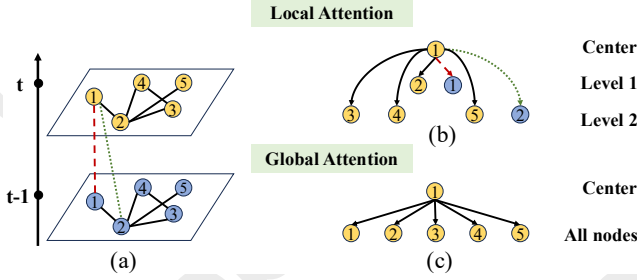 Local Attention
t
1
4
5
2
3
t-1
1
4
5
2
3
(a)
1
Center
2
1
Level 1
3
4
5
2
Level 2
(b)
Global Attention
1
Center
1
2
3
4
5
All nodes
(c)